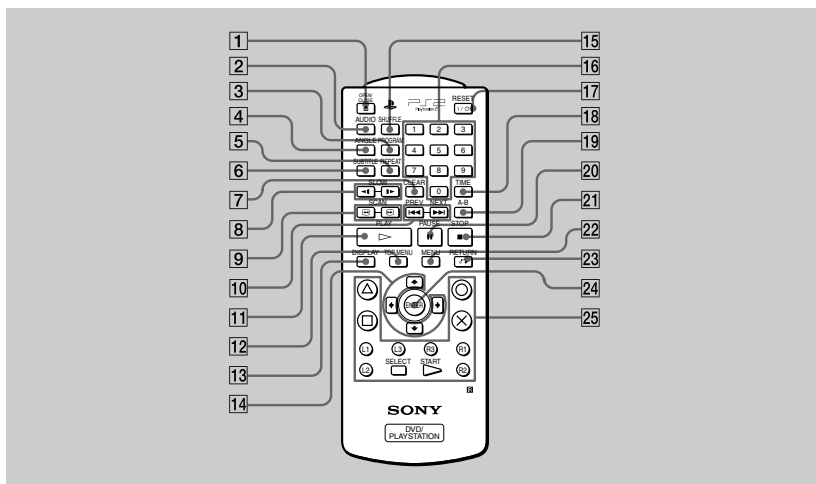 1
2
3
4
5
6
7
8
9
10
11
12
13
14
15
16
17
18
19
20
21
22
23
24
25
OPEN/
CLOSE
RESET
PlayStation 2
AUDIO SHUFFLE
1 2 3
ANGLE PROGRAM
4 5 6
SUBTITLE REPEAT
7 8 9
SLOW CLEAR 0 TIME
SCAN PREV NEXT A-B
PLAY PAUSE STOP
DISPLAY TOP MENU MENU RETURN
ENTER
L1 L3 R3 R1
SELECT START
L2 R2
R
SONY
DVD/
PLAYSTATION